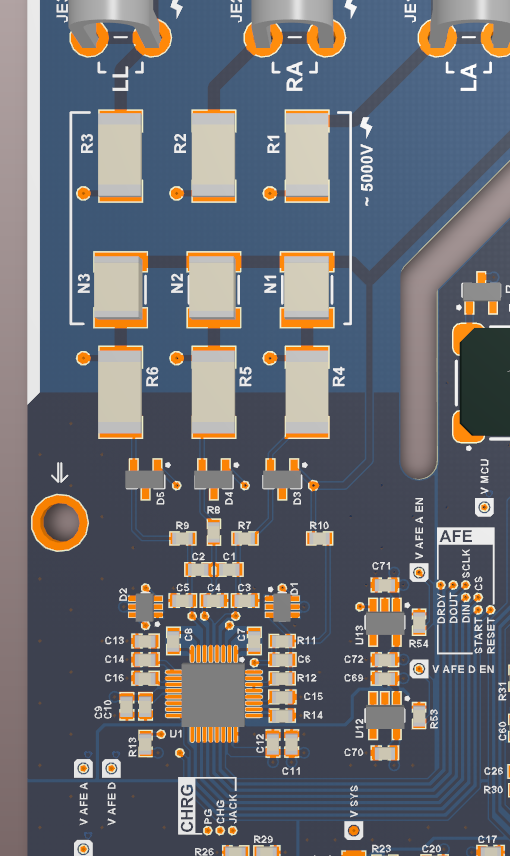 JE3
JE2
JE1
LL
RA
LA
R3
R2
R1
~ 5000V
N3
N2
N1
R6
R5
R4
V MCU
D5
D4
D3
R8
R9
R7
R10
V AFE A EN
AFE
DRDY
DOUT
DIN
SCLK
CS
START
RESET
C2
C1
C71
D2
C5
C4
C3
D1
U13
R54
C13
C8
C7
R11
C14
C6
C72
C16
R12
C69
V AFE D EN
R31
C9
C10
C15
R14
U12
R53
C60
R13
U1
C12
C11
C70
C26
R30
V AFE A
V AFE D
CHRG
PG
CHG
JACK
V SYS
R26
R29
R23
C20
C17